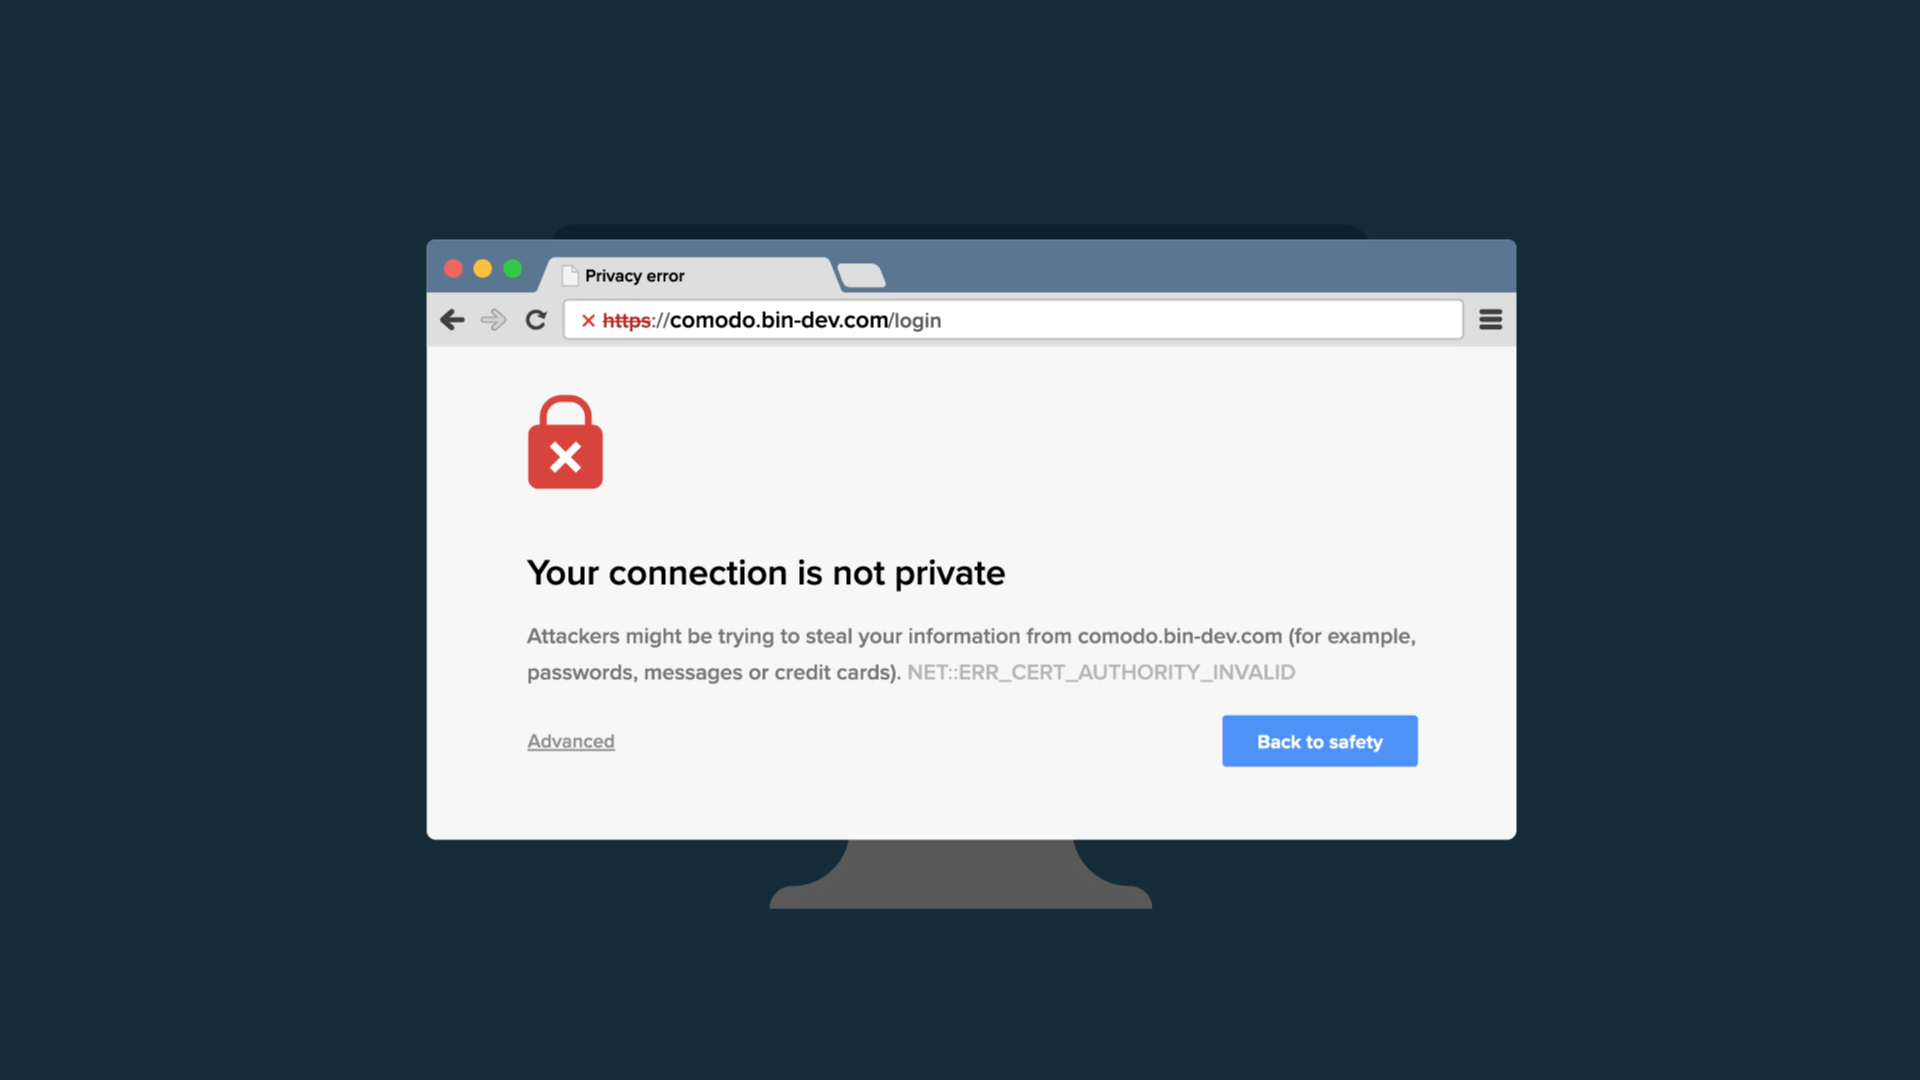 Privacy error
https://comodo.bin-dev.com/login
Your connection is not private
Attackers might be trying to steal your information from comodo.bin-dev.com (for example,
passwords, messages or credit cards). NET::ERR_CERT_AUTHORITY_INVALID
Advanced
Back to safety